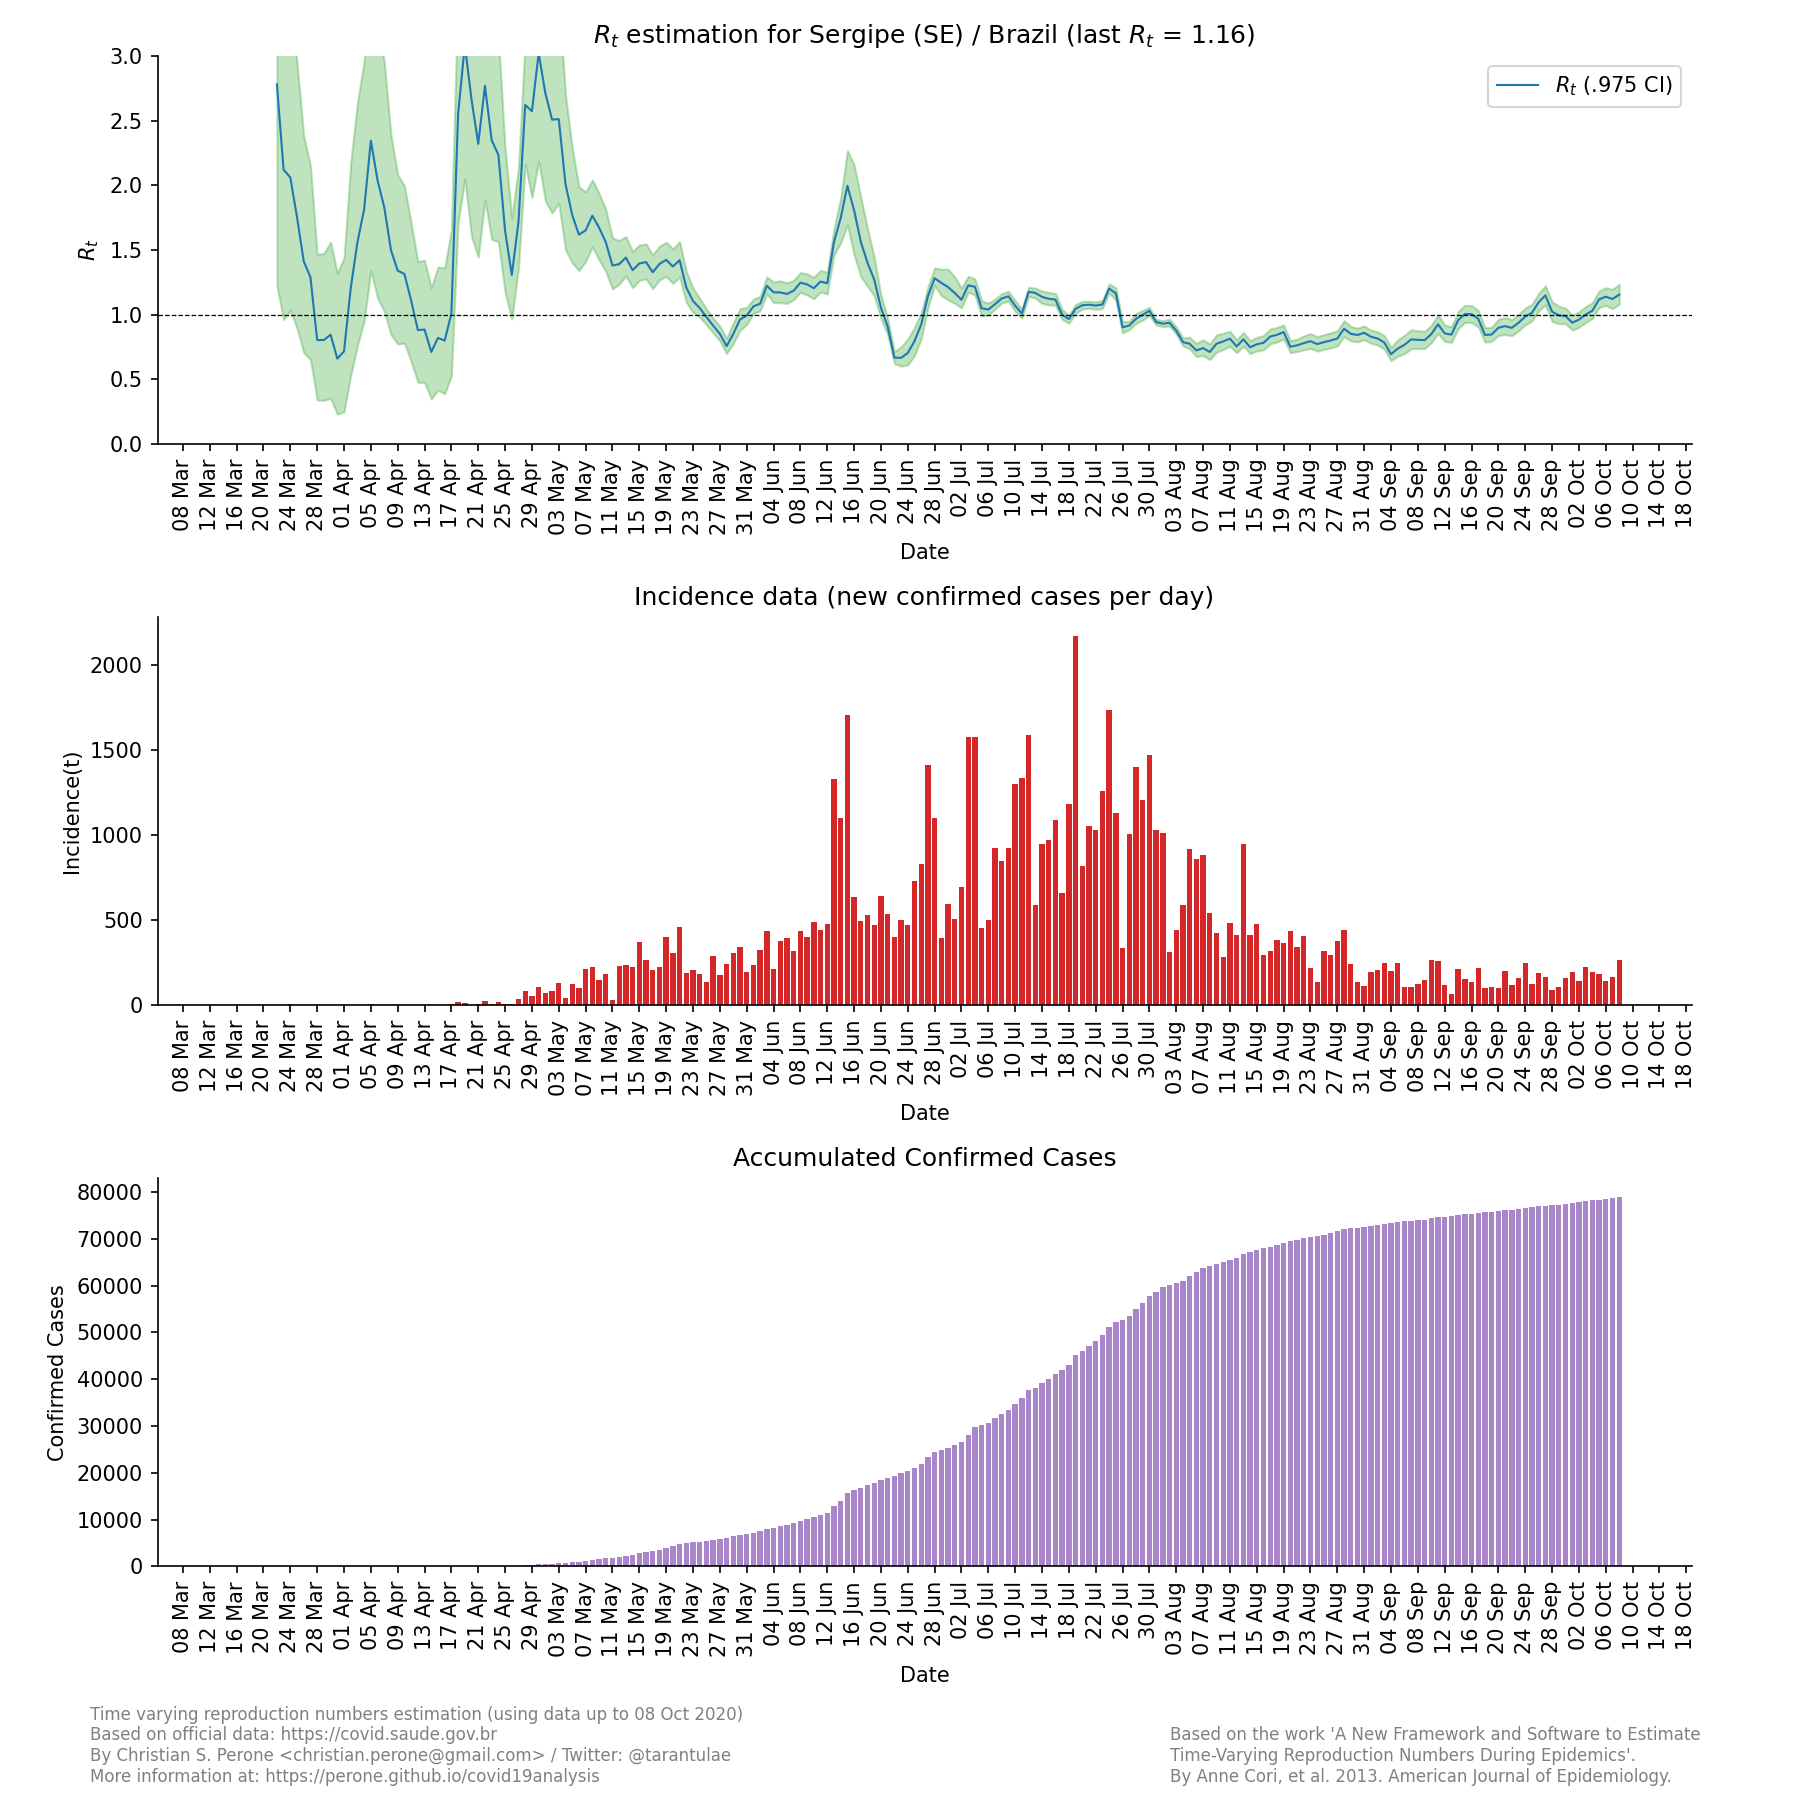 R_t estimation for Sergipe (SE) / Brazil (last R_t = 1.16)
3.0
2.5
2.0
1.5
1.0
0.5
0.0
R_t
R_t (.975 CI)
08 Mar 12 Mar 16 Mar 20 Mar 24 Mar 28 Mar 01 Apr 05 Apr 09 Apr 13 Apr 17 Apr 21 Apr 25 Apr 29 Apr 03 May 07 May 11 May 15 May 19 May 23 May 27 May 31 May 04 Jun 08 Jun 12 Jun 16 Jun 20 Jun 24 Jun 28 Jun 02 Jul 06 Jul 10 Jul 14 Jul 18 Jul 22 Jul 26 Jul 30 Jul 03 Aug 07 Aug 11 Aug 15 Aug 19 Aug 23 Aug 27 Aug 31 Aug 04 Sep 08 Sep 12 Sep 16 Sep 20 Sep 24 Sep 28 Sep 02 Oct 06 Oct 10 Oct 14 Oct 18 Oct
Date
Incidence data (new confirmed cases per day)
2000
1500
1000
500
0
Incidence(t)
08 Mar 12 Mar 16 Mar 20 Mar 24 Mar 28 Mar 01 Apr 05 Apr 09 Apr 13 Apr 17 Apr 21 Apr 25 Apr 29 Apr 03 May 07 May 11 May 15 May 19 May 23 May 27 May 31 May 04 Jun 08 Jun 12 Jun 16 Jun 20 Jun 24 Jun 28 Jun 02 Jul 06 Jul 10 Jul 14 Jul 18 Jul 22 Jul 26 Jul 30 Jul 03 Aug 07 Aug 11 Aug 15 Aug 19 Aug 23 Aug 27 Aug 31 Aug 04 Sep 08 Sep 12 Sep 16 Sep 20 Sep 24 Sep 28 Sep 02 Oct 06 Oct 10 Oct 14 Oct 18 Oct
Date
Accumulated Confirmed Cases
80000
70000
60000
50000
40000
30000
20000
10000
0
Confirmed Cases
08 Mar 12 Mar 16 Mar 20 Mar 24 Mar 28 Mar 01 Apr 05 Apr 09 Apr 13 Apr 17 Apr 21 Apr 25 Apr 29 Apr 03 May 07 May 11 May 15 May 19 May 23 May 27 May 31 May 04 Jun 08 Jun 12 Jun 16 Jun 20 Jun 24 Jun 28 Jun 02 Jul 06 Jul 10 Jul 14 Jul 18 Jul 22 Jul 26 Jul 30 Jul 03 Aug 07 Aug 11 Aug 15 Aug 19 Aug 23 Aug 27 Aug 31 Aug 04 Sep 08 Sep 12 Sep 16 Sep 20 Sep 24 Sep 28 Sep 02 Oct 06 Oct 10 Oct 14 Oct 18 Oct
Date
Time varying reproduction numbers estimation (using data up to 08 Oct 2020)
Based on official data: https://covid.saude.gov.br
By Christian S. Perone <christian.perone@gmail.com> / Twitter: @tarantulae
More information at: https://perone.github.io/covid19analysis
Based on the work 'A New Framework and Software to Estimate
Time-Varying Reproduction Numbers During Epidemics'.
By Anne Cori, et al. 2013. American Journal of Epidemiology.